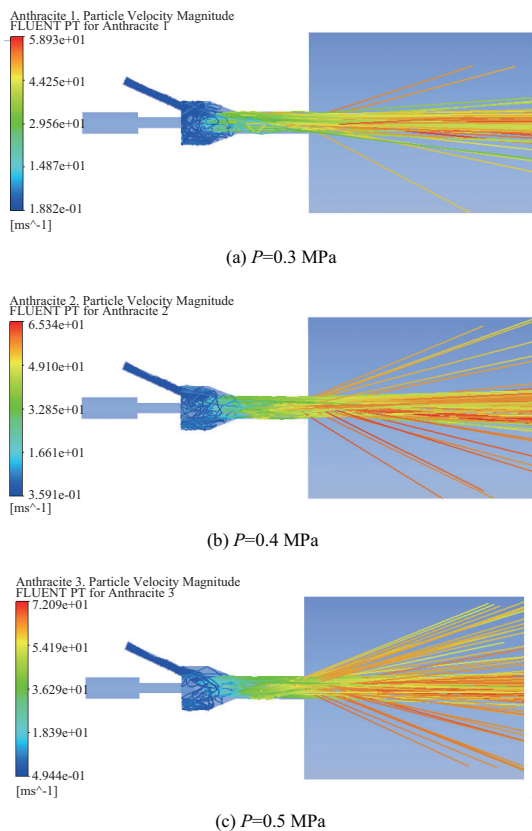 Anthracite 1. Particle Velocity Magnitude
FLUENT PT for Anthracite 1
5.893e+01
4.425e+01
2.956e+01
1.487e+01
1.882e-01
[ms^-1]
(a) P=0.3 MPa
Anthracite 2. Particle Velocity Magnitude
FLUENT PT for Anthracite 2
6.534e+01
4.910e+01
3.285e+01
1.661e+01
3.591e-01
[ms^-1]
(b) P=0.4 MPa
Anthracite 3. Particle Velocity Magnitude
FLUENT PT for Anthracite 3
7.209e+01
5.419e+01
3.629e+01
1.839e+01
4.944e-01
[ms^-1]
(c) P=0.5 MPa